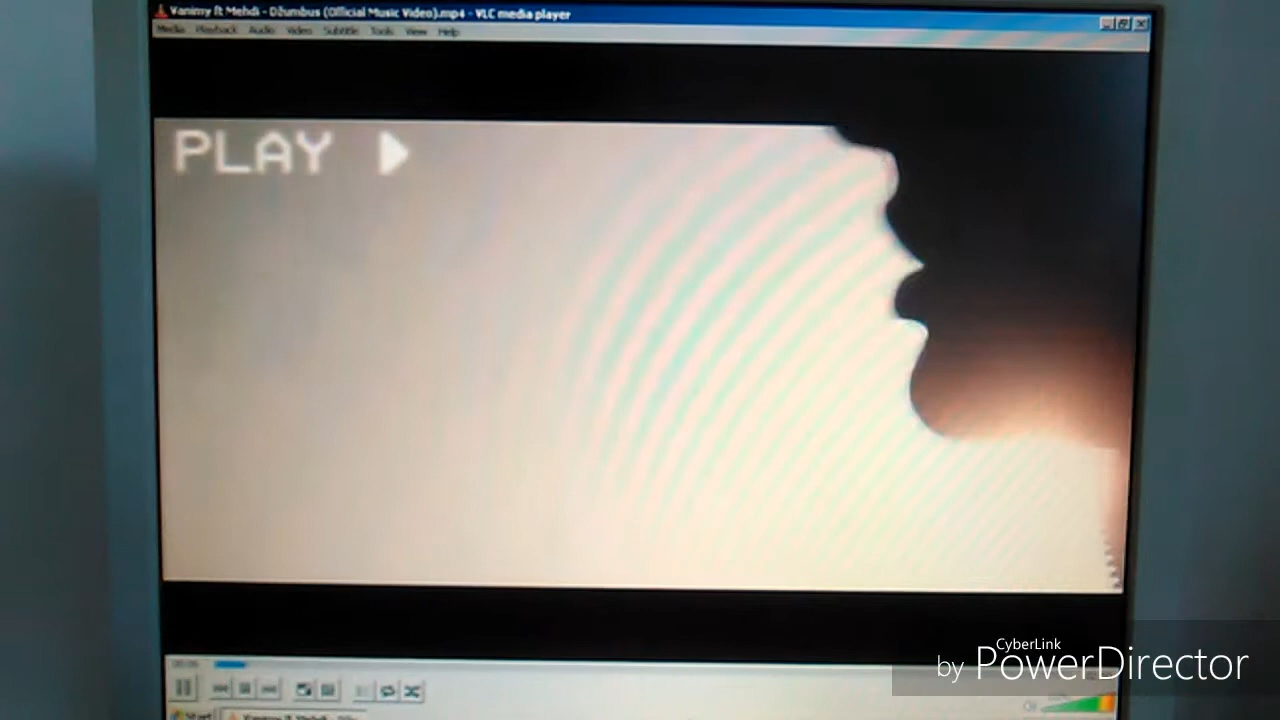 Vanimy ft Mehdi - Džumbus (Official Music Video).mp4 - VLC media player
Media Playback Audio Video Subtitle Tools View Help
PLAY
CyberLink
by PowerDirector
Start